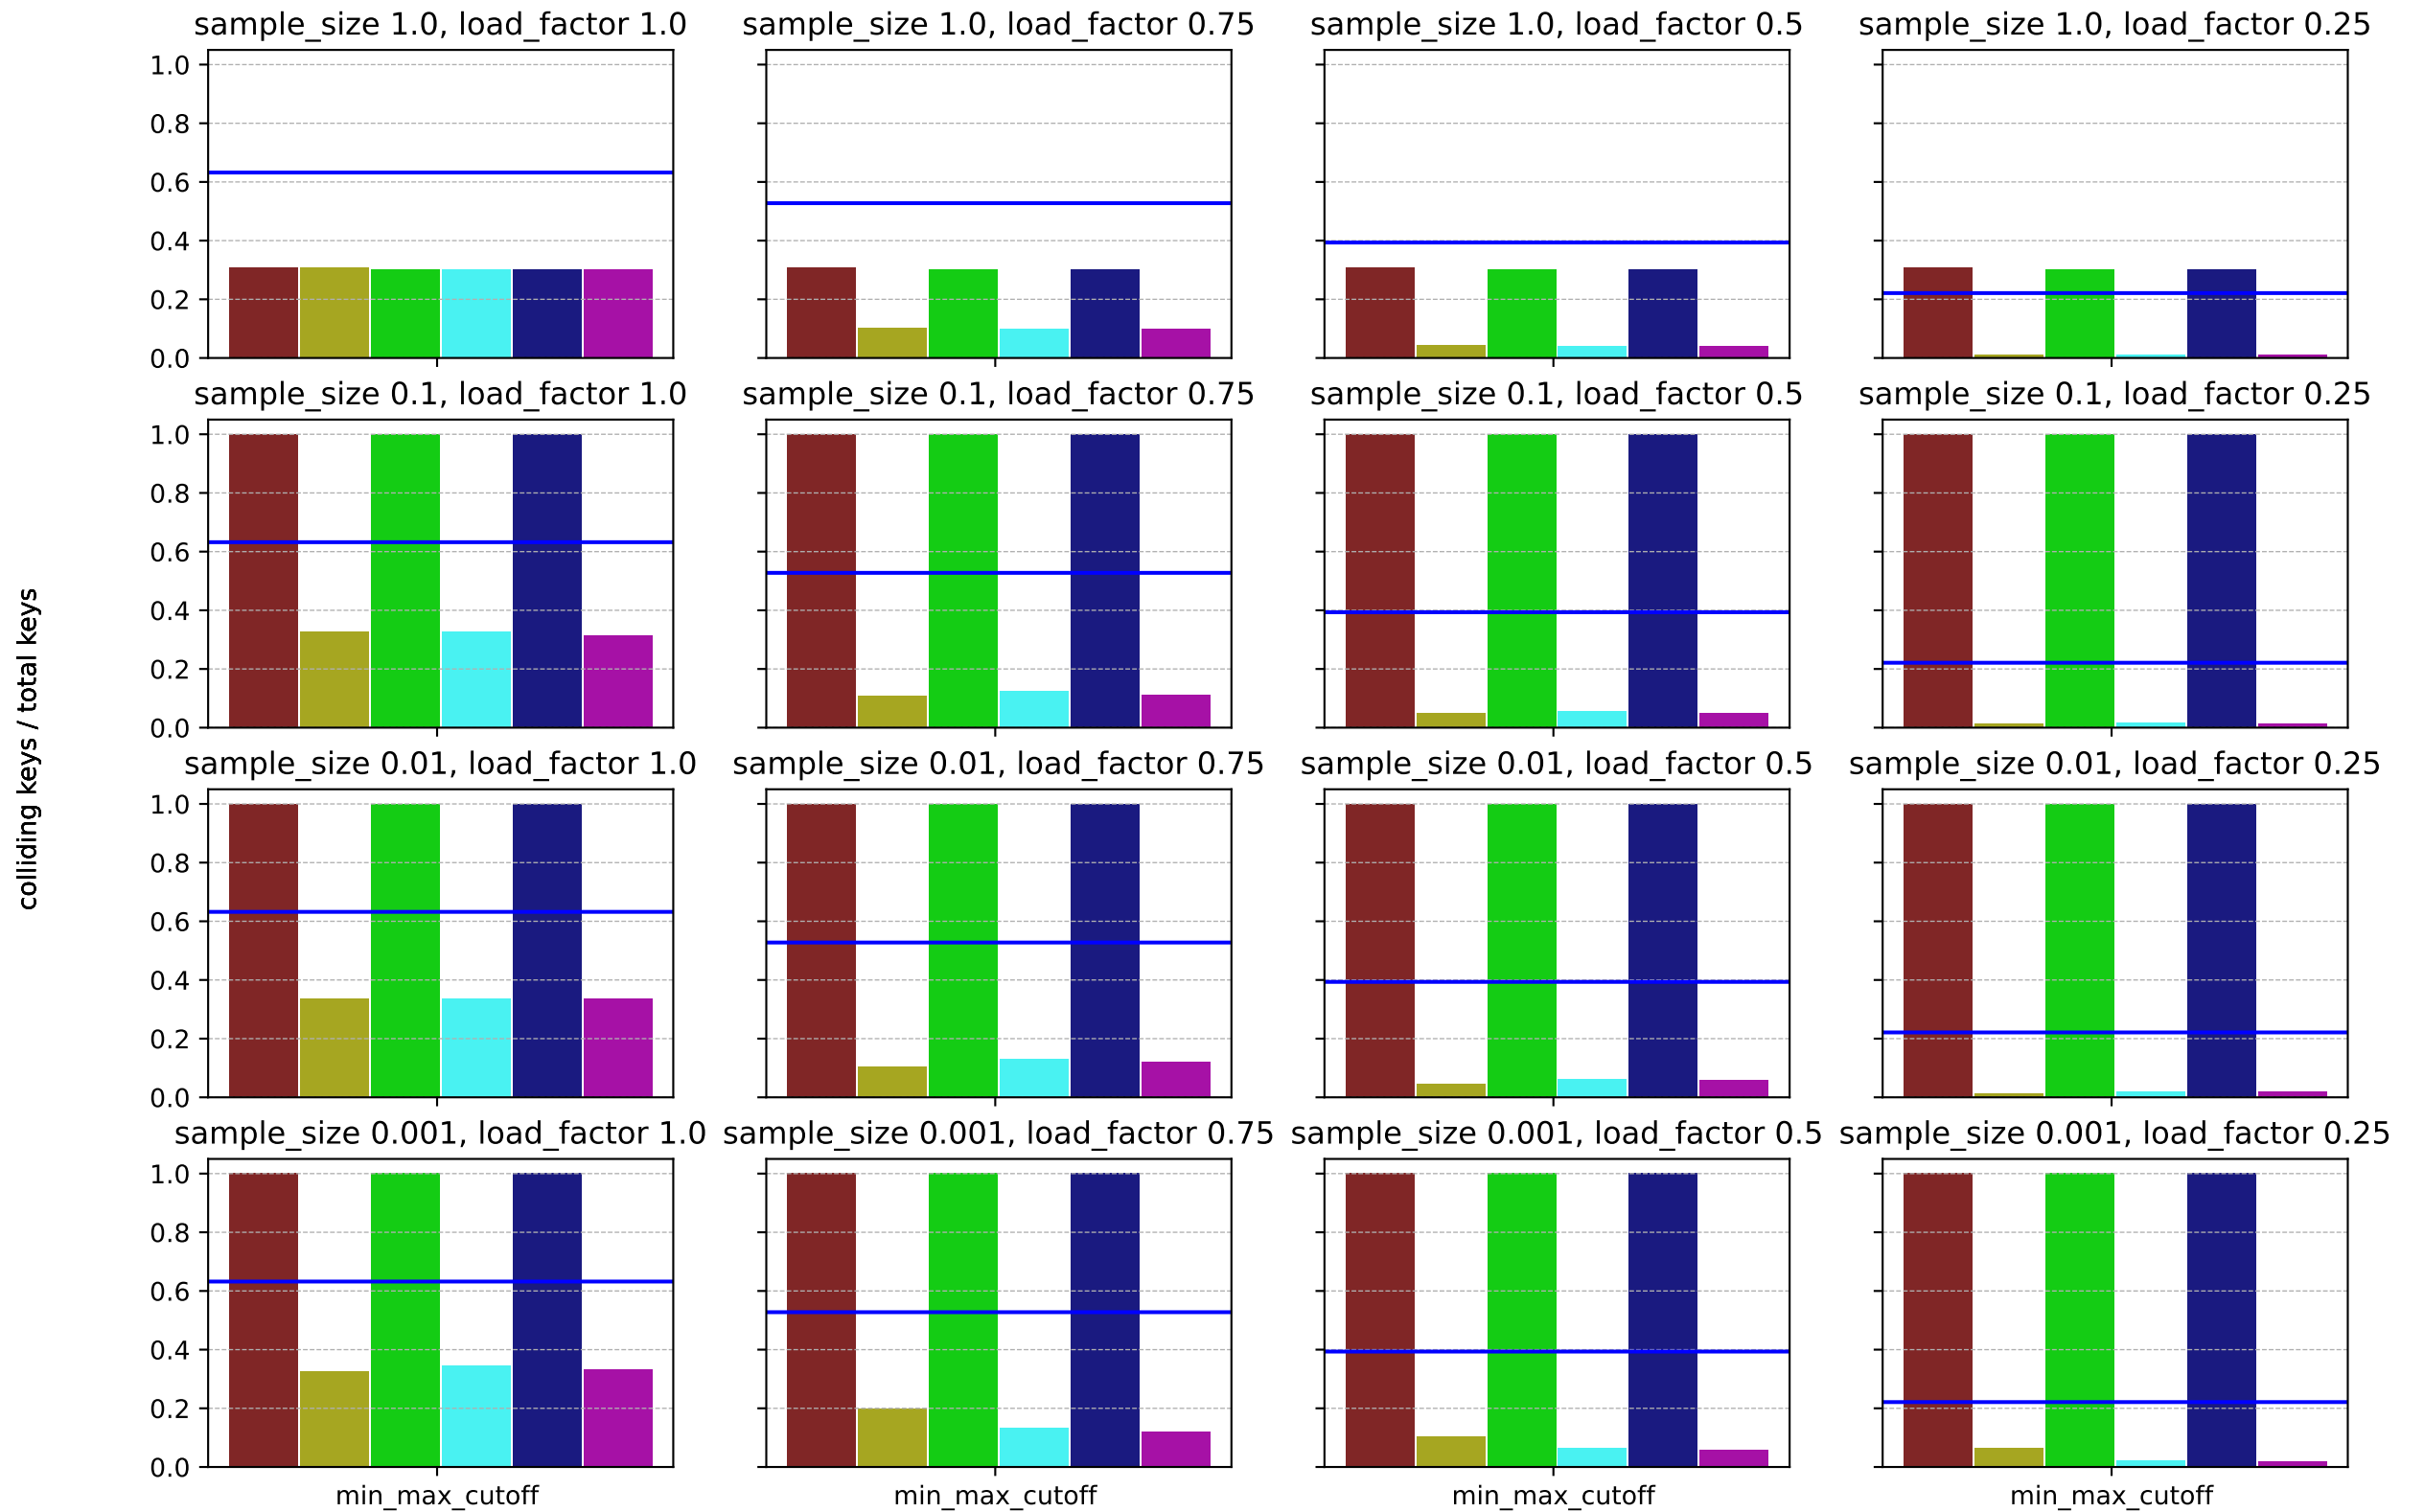 sample_size 1.0, load_factor 1.0
sample_size 1.0, load_factor 0.75
sample_size 1.0, load_factor 0.5
sample_size 1.0, load_factor 0.25
1.0
0.8
0.6
0.4
0.2
0.0
sample_size 0.1, load_factor 1.0
sample_size 0.1, load_factor 0.75
sample_size 0.1, load_factor 0.5
sample_size 0.1, load_factor 0.25
1.0
0.8
0.6
0.4
0.2
0.0
colliding keys / total keys
sample_size 0.01, load_factor 1.0
sample_size 0.01, load_factor 0.75
sample_size 0.01, load_factor 0.5
sample_size 0.01, load_factor 0.25
1.0
0.8
0.6
0.4
0.2
0.0
sample_size 0.001, load_factor 1.0
sample_size 0.001, load_factor 0.75
sample_size 0.001, load_factor 0.5
sample_size 0.001, load_factor 0.25
1.0
0.8
0.6
0.4
0.2
0.0
min_max_cutoff
min_max_cutoff
min_max_cutoff
min_max_cutoff